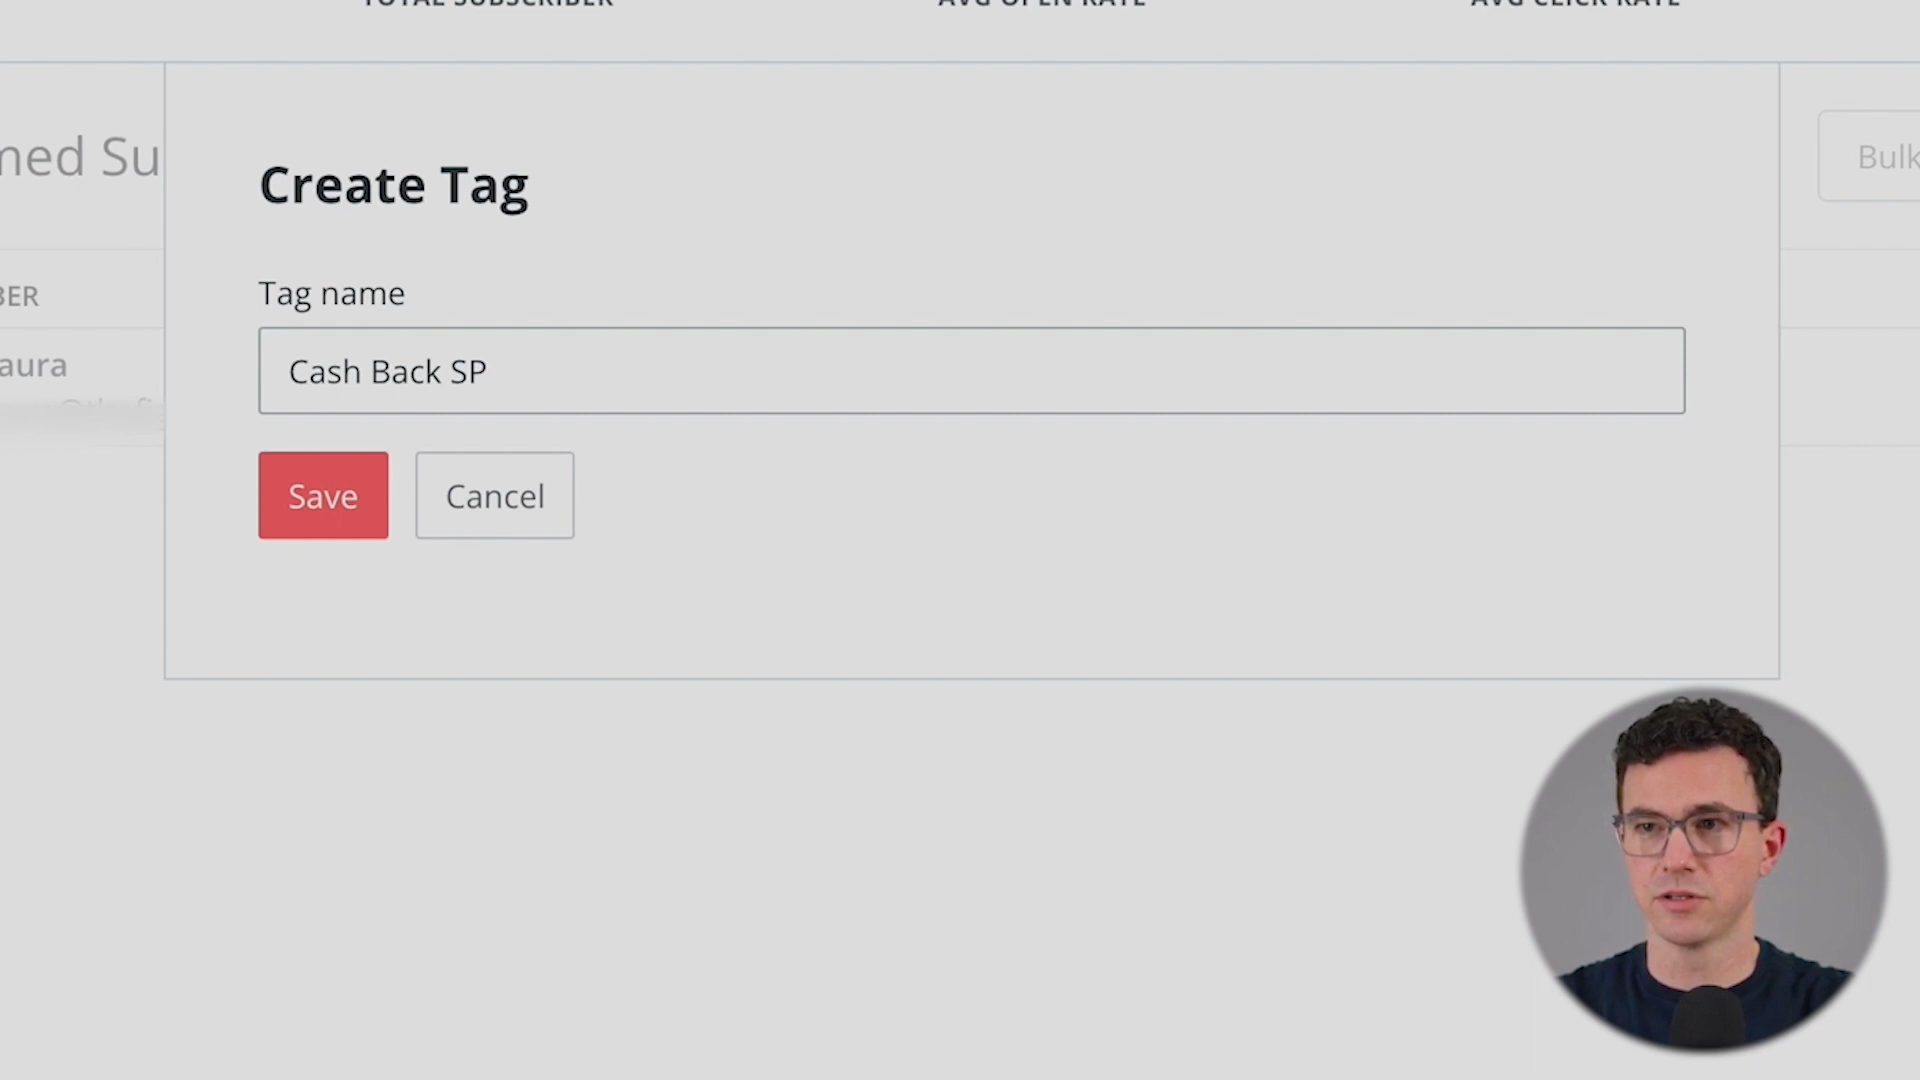 TOTAL SUBSCRIBER AVG OPEN RATE AVG CLICK RATE
med Su Bulk
Create Tag
Tag name
BER
Cash Back SP
aura
Save Cancel